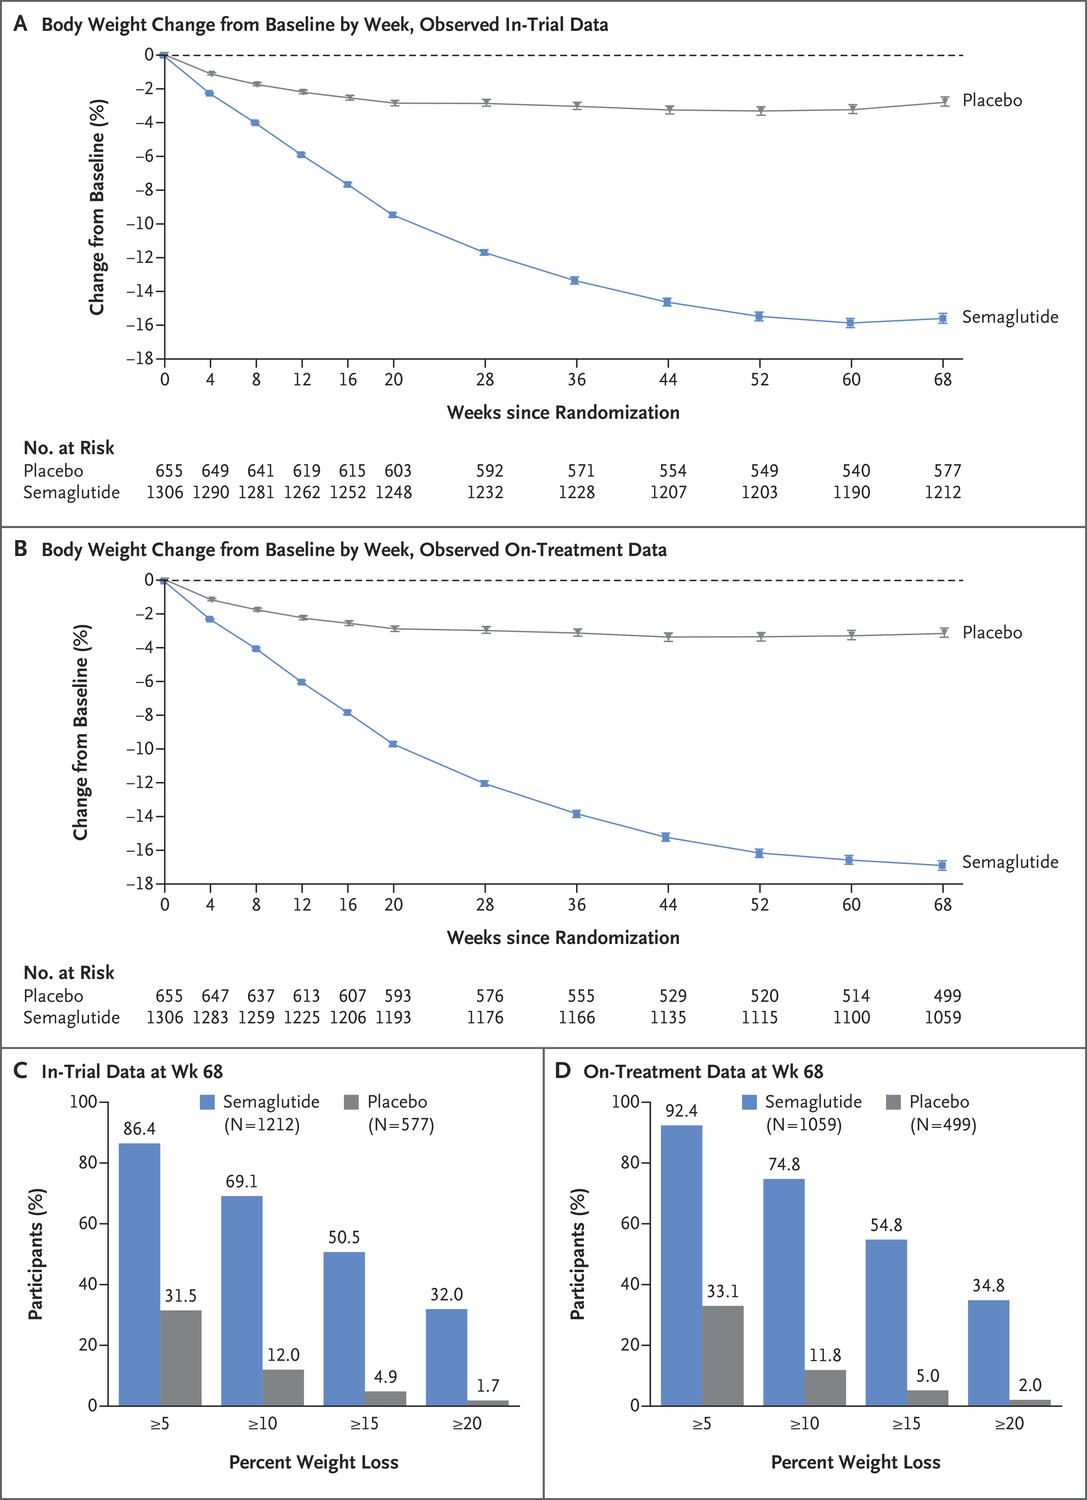 A Body Weight Change from Baseline by Week, Observed In-Trial Data
Change from Baseline (%)
0
–2
–4
–6
–8
–10
–12
–14
–16
–18
Placebo
Semaglutide
0 4 8 12 16 20 28 36 44 52 60 68
Weeks since Randomization
No. at Risk
Placebo 655 649 641 619 615 603 592 571 554 549 540 577
Semaglutide 1306 1290 1281 1262 1252 1248 1232 1228 1207 1203 1190 1212
B Body Weight Change from Baseline by Week, Observed On-Treatment Data
Change from Baseline (%)
0
–2
–4
–6
–8
–10
–12
–14
–16
–18
Placebo
Semaglutide
0 4 8 12 16 20 28 36 44 52 60 68
Weeks since Randomization
No. at Risk
Placebo 655 647 637 613 607 593 576 555 529 520 514 499
Semaglutide 1306 1283 1259 1225 1206 1193 1176 1166 1135 1115 1100 1059
C In-Trial Data at Wk 68
Semaglutide (N=1212)
Placebo (N=577)
Participants (%)
100
80
60
40
20
0
86.4
31.5
69.1
12.0
50.5
4.9
32.0
1.7
≥5 ≥10 ≥15 ≥20
Percent Weight Loss
D On-Treatment Data at Wk 68
Semaglutide (N=1059)
Placebo (N=499)
Participants (%)
100
80
60
40
20
0
92.4
33.1
74.8
11.8
54.8
5.0
34.8
2.0
≥5 ≥10 ≥15 ≥20
Percent Weight Loss